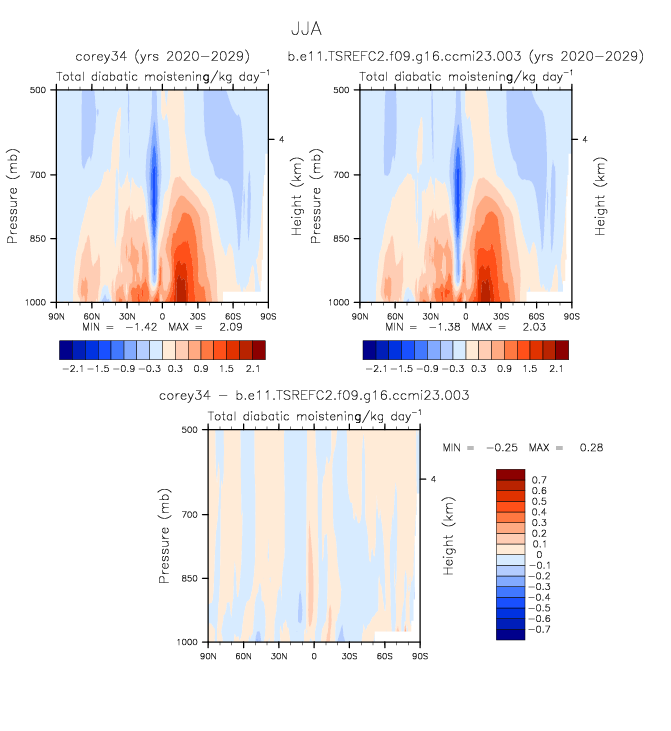 JJA
corey34 (yrs 2020-2029)
b.e11.TSREFC2.f09.g16.ccmi23.003 (yrs 2020-2029)
Total diabatic moisteningg/kg day⁻¹
Total diabatic moisteningg/kg day⁻¹
500
700
850
1000
Pressure (mb)
4
Height (km)
90N 60N 30N 0 30S 60S 90S
MIN = -1.42 MAX = 2.09
-2.1 -1.5 -0.9 -0.3 0.3 0.9 1.5 2.1
500
700
850
1000
Pressure (mb)
4
Height (km)
90N 60N 30N 0 30S 60S 90S
MIN = -1.38 MAX = 2.03
-2.1 -1.5 -0.9 -0.3 0.3 0.9 1.5 2.1
corey34 - b.e11.TSREFC2.f09.g16.ccmi23.003
Total diabatic moisteningg/kg day⁻¹
500
700
850
1000
Pressure (mb)
4
Height (km)
90N 60N 30N 0 30S 60S 90S
MIN = -0.25 MAX = 0.28
0.7
0.6
0.5
0.4
0.3
0.2
0.1
0
-0.1
-0.2
-0.3
-0.4
-0.5
-0.6
-0.7